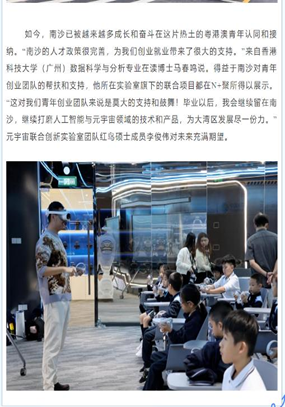 如今，南沙已被越来越多成长和奋斗在这片热土的粤港澳青年认同和接
纳。“南沙的人才政策很完善，为我们创业就业带来了很大的支持。”来自香港
科技大学（广州）数据科学与分析专业在读博士马春鸣说。得益于南沙对青年
创业团队的帮扶和支持，他所在实验室旗下的联合项目都在N+聚所得以展示。
“这对我们青年创业团队来说是莫大的支持和鼓舞！毕业以后，我会继续留在南
沙，继续打磨人工智能与元宇宙领域的技术和产品，为大湾区发展尽一份力。”
元宇宙联合创新实验室团队红鸟硕士成员李俊伟对未来充满期望。